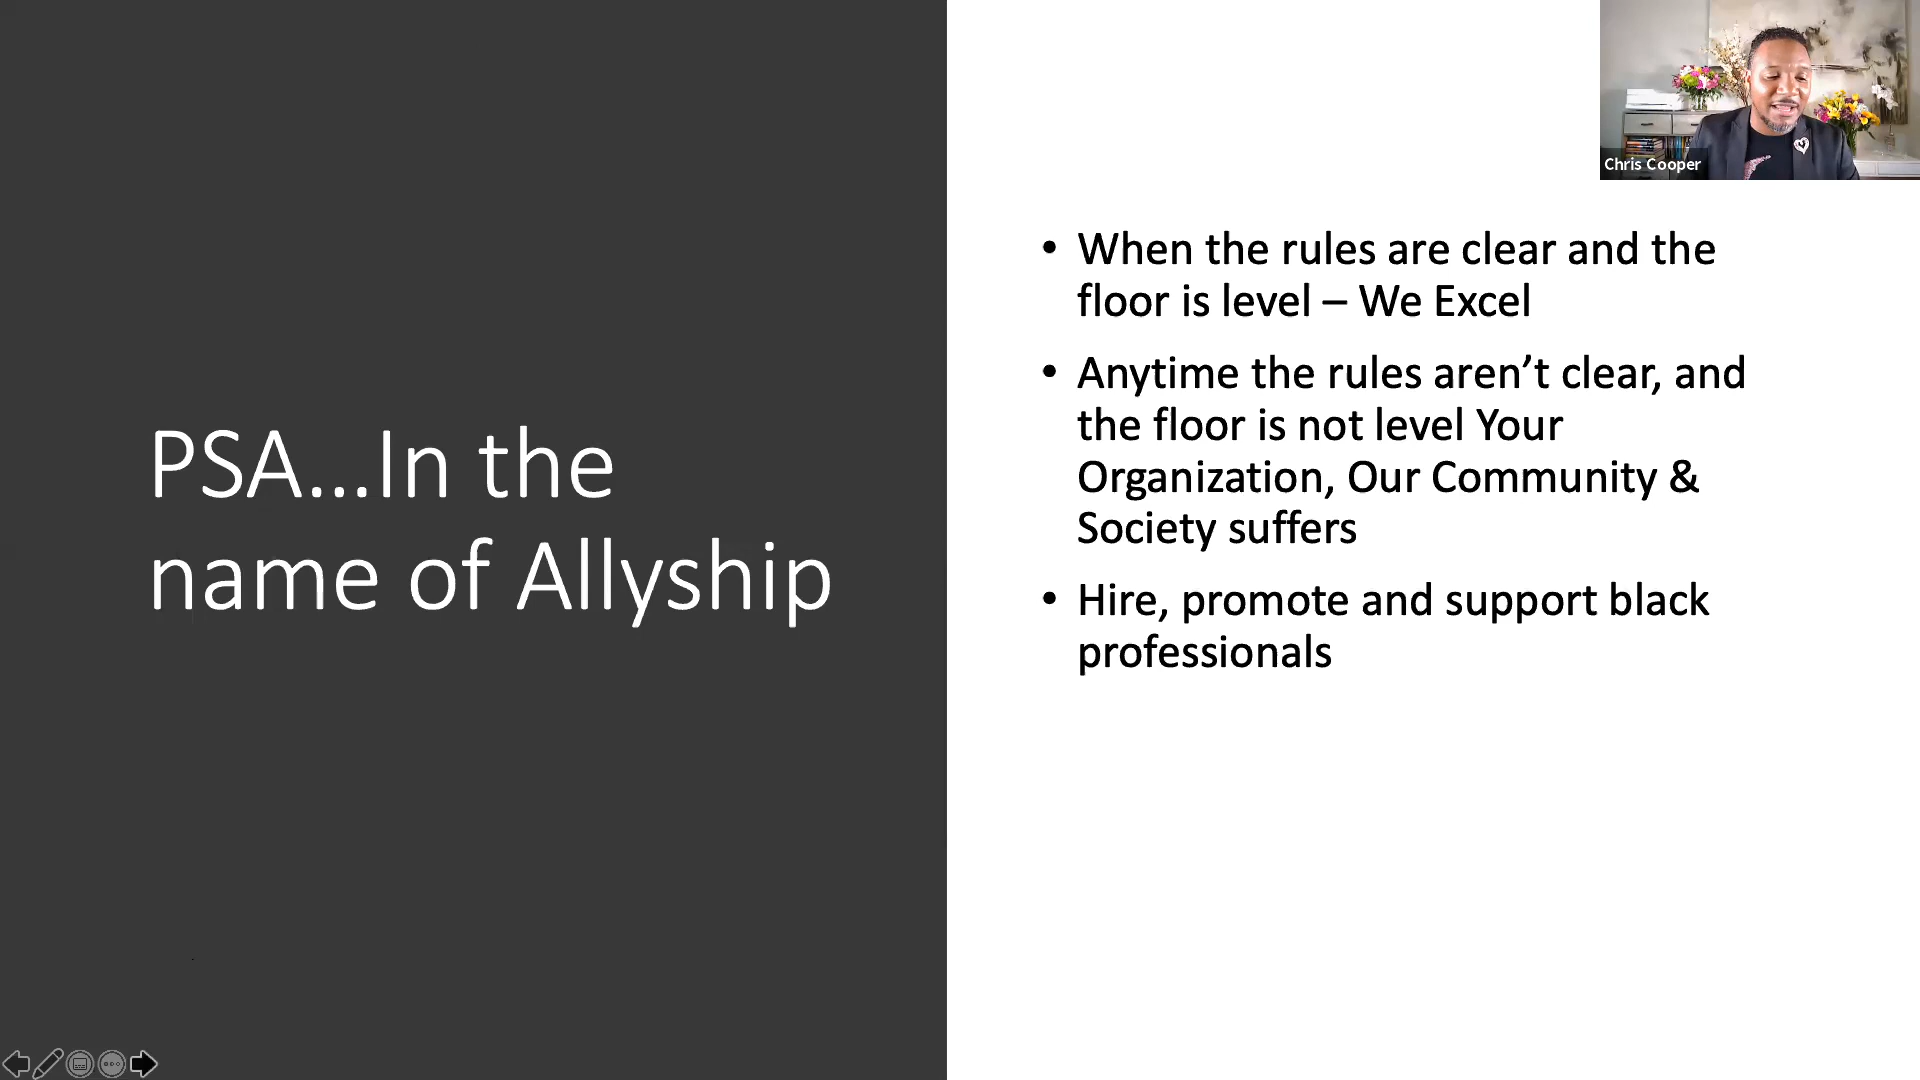 Chris Cooper
PSA...In the
name of Allyship
• When the rules are clear and the
floor is level – We Excel
• Anytime the rules aren’t clear, and
the floor is not level Your
Organization, Our Community &
Society suffers
• Hire, promote and support black
professionals